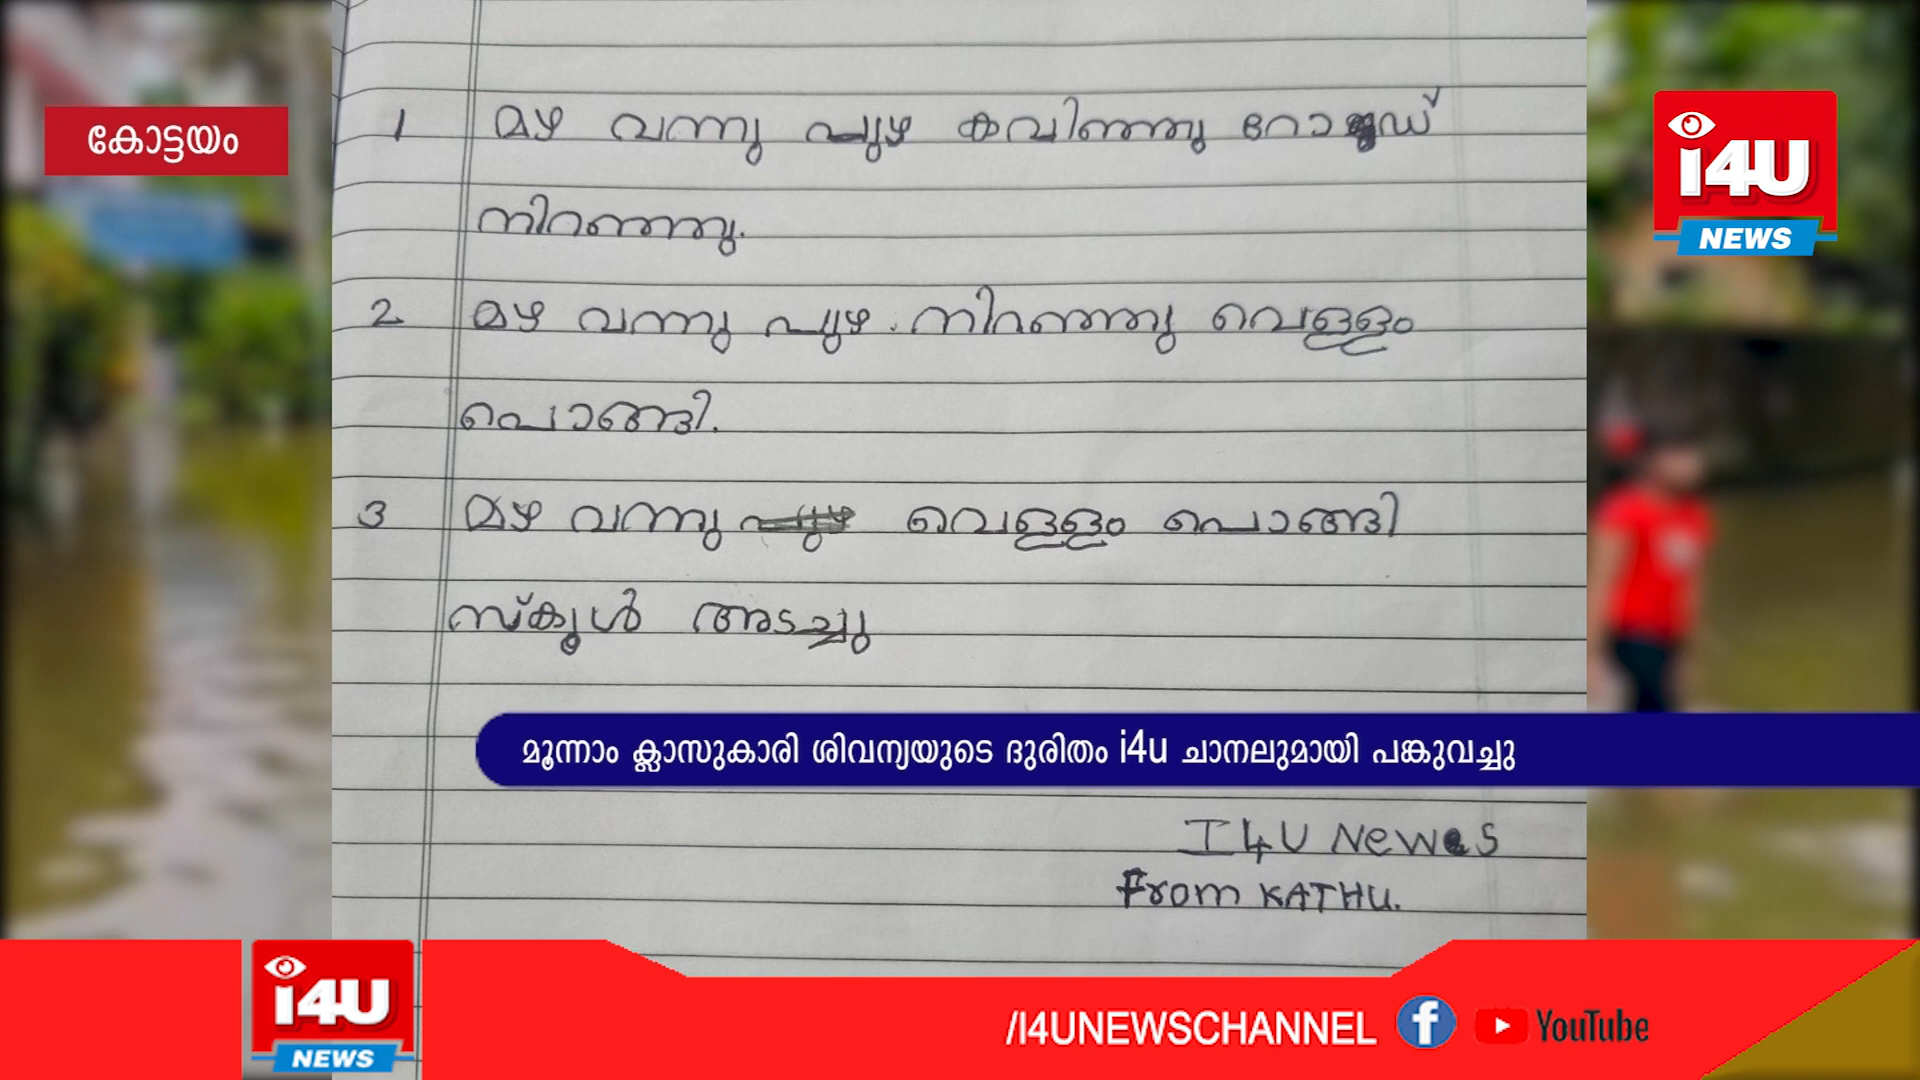 കോട്ടയം
i4U
NEWS
1 മഴ വന്നു പുഴ കവിഞ്ഞു റോഡ്
നിറഞ്ഞു.
2 മഴ വന്നു പുഴ. നിറഞ്ഞു വെള്ളം
പൊങ്ങി.
3 മഴ വന്നു വെള്ളം പൊങ്ങി
സ്കൂൾ അടച്ചു
മൂന്നാം ക്ലാസുകാരി ശിവന്യയുടെ ദുരിതം i4u ചാനലുമായി പങ്കുവച്ചു
I4U NeWS
From KATHU.
i4U
NEWS
/I4UNEWSCHANNEL YouTube